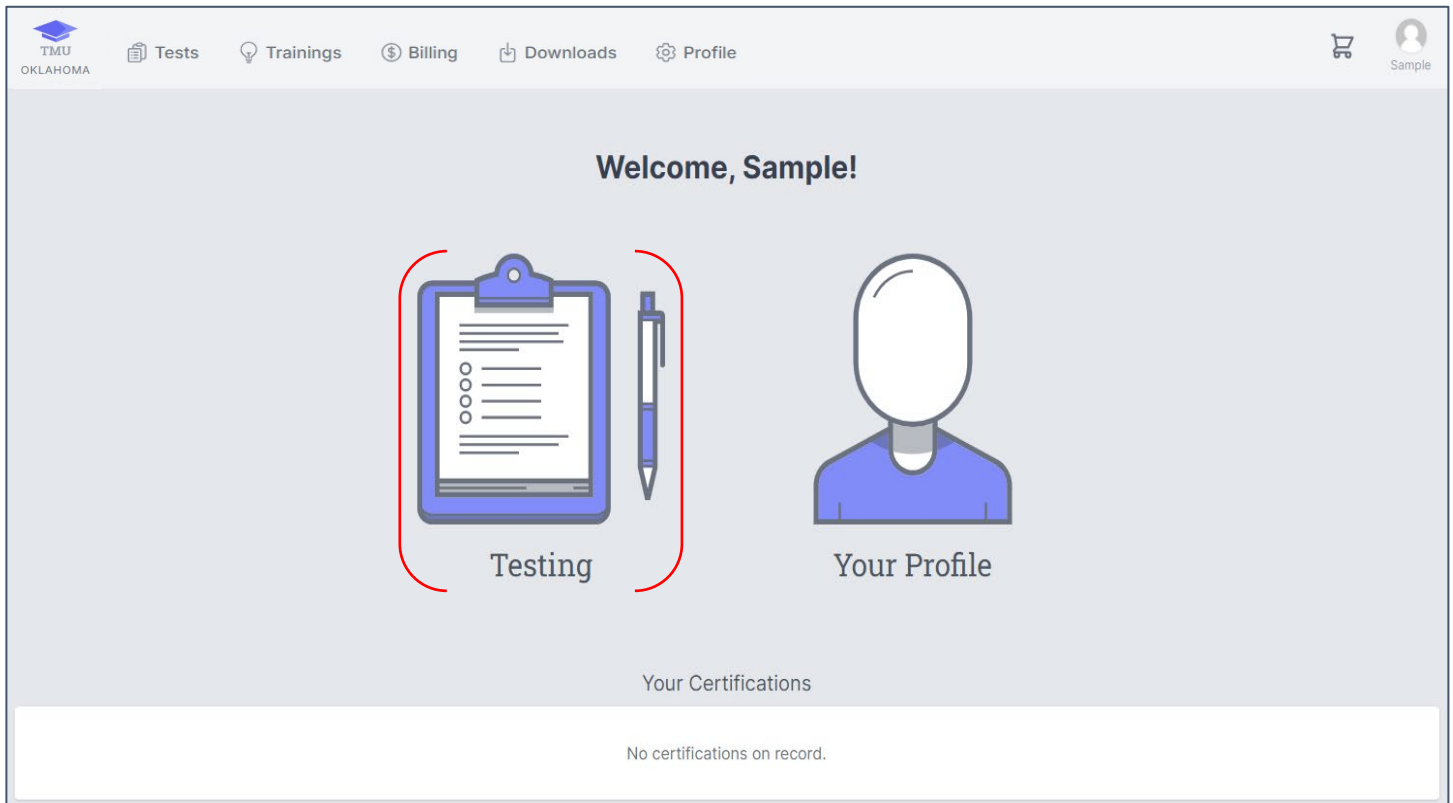 TMU
OKLAHOMA
Tests Trainings Billing Downloads Profile
Sample
Welcome, Sample!
Testing Your Profile
Your Certifications
No certifications on record.